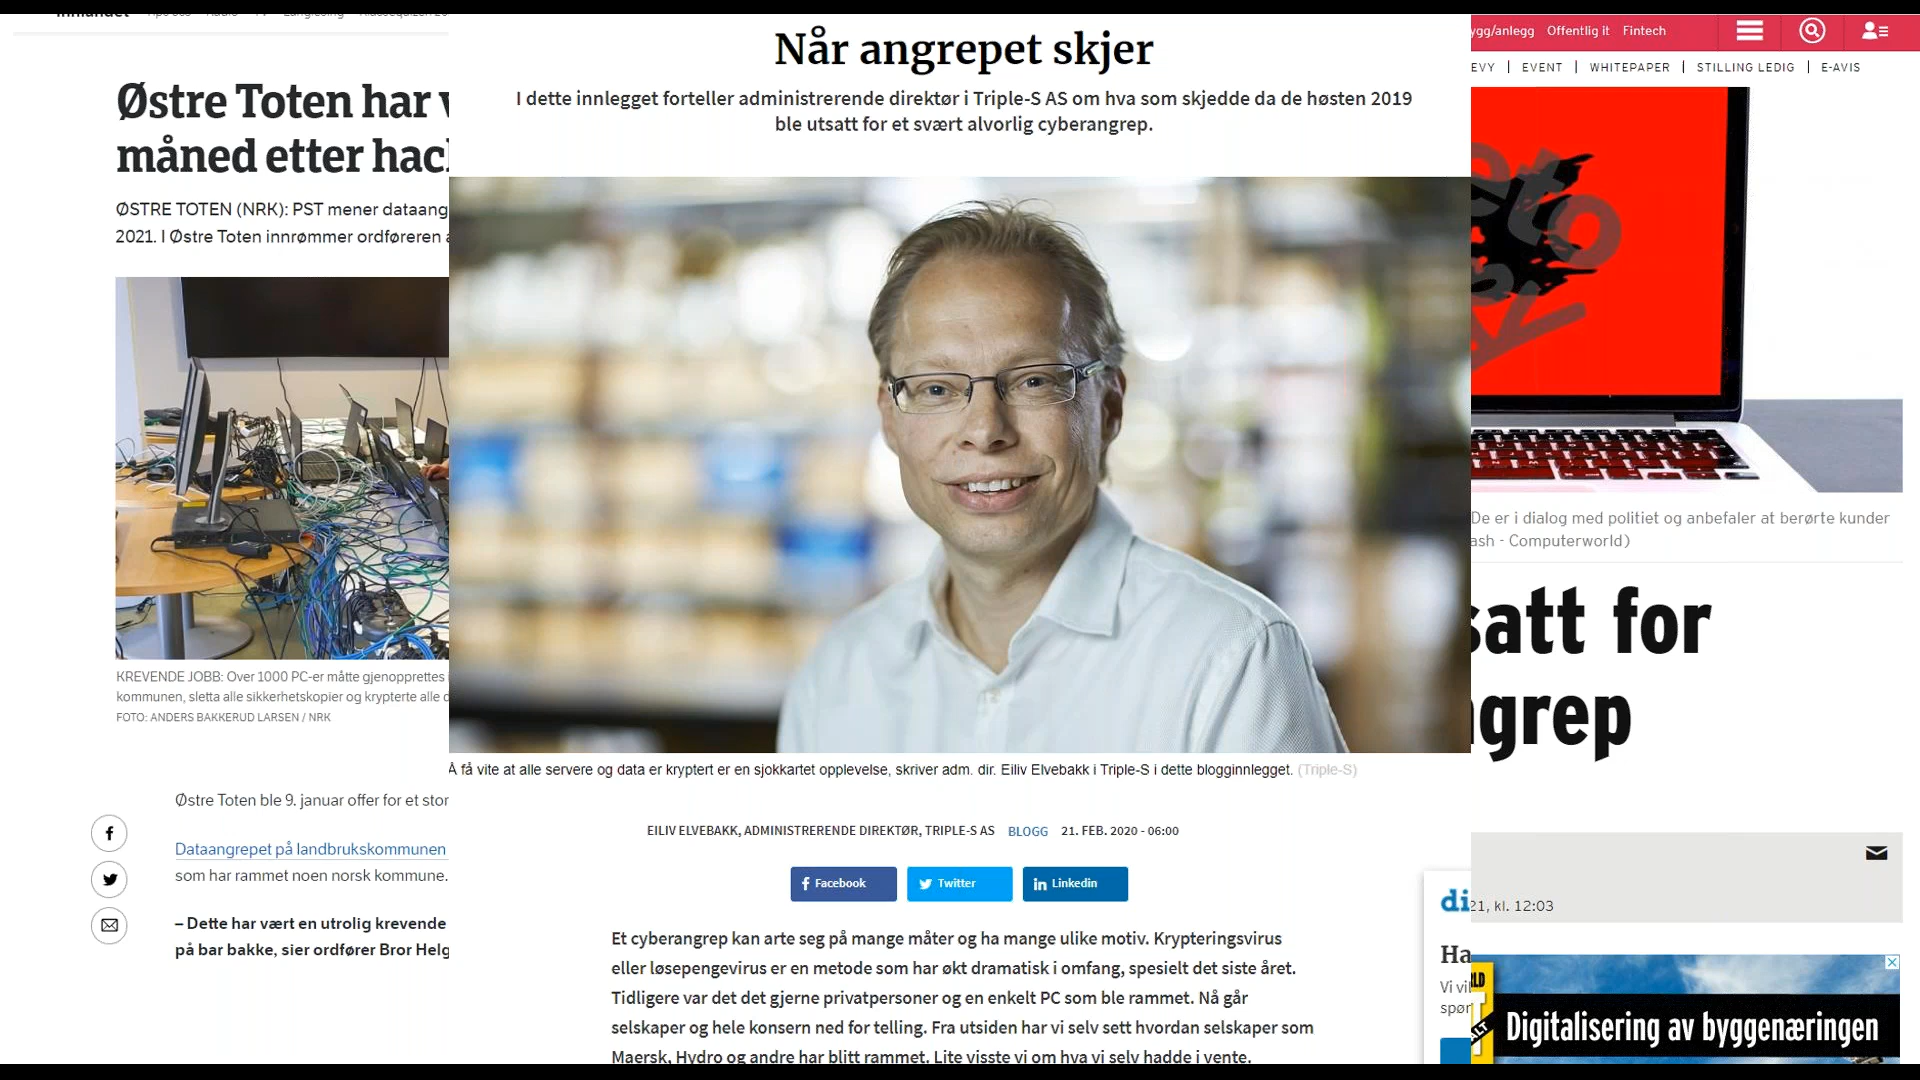 Innlandet
Østre Toten har v
måned etter hac
ØSTRE TOTEN (NRK): PST mener dataang
2021. I Østre Toten innrømmer ordføreren a
KREVENDE JOBB: Over 1000 PC-er måtte gjenopprettes i
kommunen, sletta alle sikkerhetskopier og krypterte alle d
FOTO: ANDERS BAKKERUD LARSEN / NRK
Østre Toten ble 9. januar offer for et stor
Dataangrepet på landbrukskommunen
som har rammet noen norsk kommune.
– Dette har vært en utrolig krevende
på bar bakke, sier ordfører Bror Helg
Når angrepet skjer
I dette innlegget forteller administrerende direktør i Triple-S AS om hva som skjedde da de høsten 2019
ble utsatt for et svært alvorlig cyberangrep.
Å få vite at alle servere og data er kryptert er en sjokkartet opplevelse, skriver adm. dir. Eiliv Elvebakk i Triple-S i dette blogginnlegget. (Triple-S)
EILIV ELVEBAKK, ADMINISTRERENDE DIREKTØR, TRIPLE-S AS BLOGG 21. FEB. 2020 - 06:00
Facebook Twitter Linkedin
Et cyberangrep kan arte seg på mange måter og ha mange ulike motiv. Krypteringsvirus
eller løsepengevirus er en metode som har økt dramatisk i omfang, spesielt det siste året.
Tidligere var det det gjerne privatpersoner og en enkelt PC som ble rammet. Nå går
selskaper og hele konsern ned for telling. Fra utsiden har vi selv sett hvordan selskaper som
Maersk, Hydro og andre har blitt rammet. Lite visste vi om hva vi selv hadde i vente.
ygg/anlegg Offentlig it Fintech
EVY | EVENT | WHITEPAPER | STILLING LEDIG | E-AVIS
De er i dialog med politiet og anbefaler at berørte kunder
ash - Computerworld)
satt for
ngrep
21, kl. 12:03
di
Ha
Vi vil
spør
Digitalisering av byggenæringen